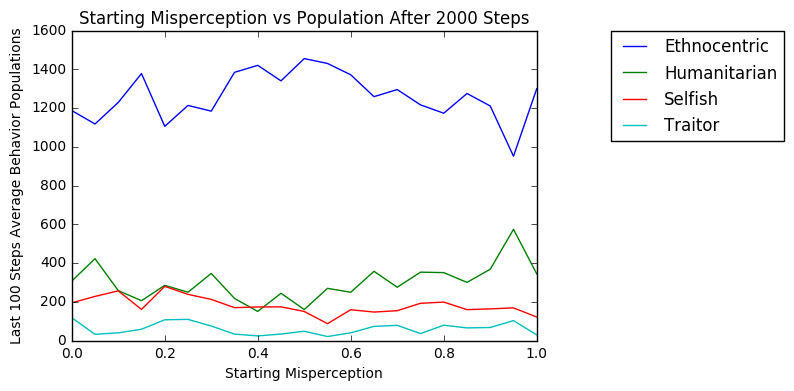 Starting Misperception vs Population After 2000 Steps
Last 100 Steps Average Behavior Populations
1600
1400
1200
1000
800
600
400
200
0
0.0 0.2 0.4 0.6 0.8 1.0
Starting Misperception
Ethnocentric
Humanitarian
Selfish
Traitor